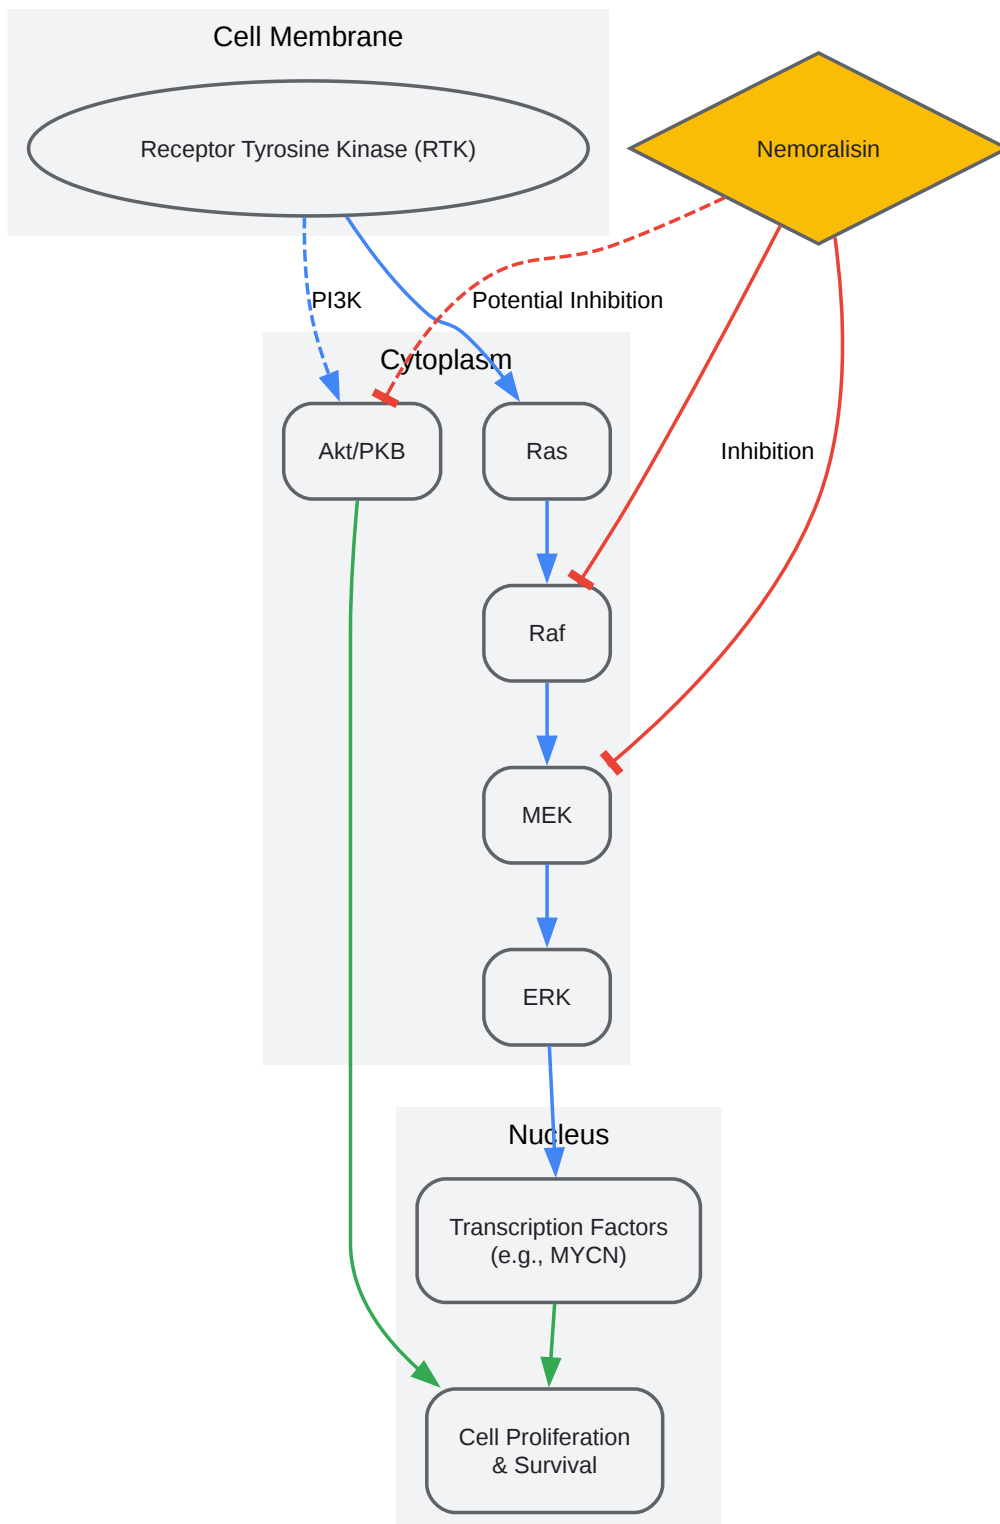 Cell Membrane
Receptor Tyrosine Kinase (RTK)
Nemoralisin
PI3K
Potential Inhibition
Cytoplasm
Akt/PKB
Ras
Inhibition
Raf
MEK
ERK
Nucleus
Transcription Factors
(e.g., MYCN)
Cell Proliferation
& Survival